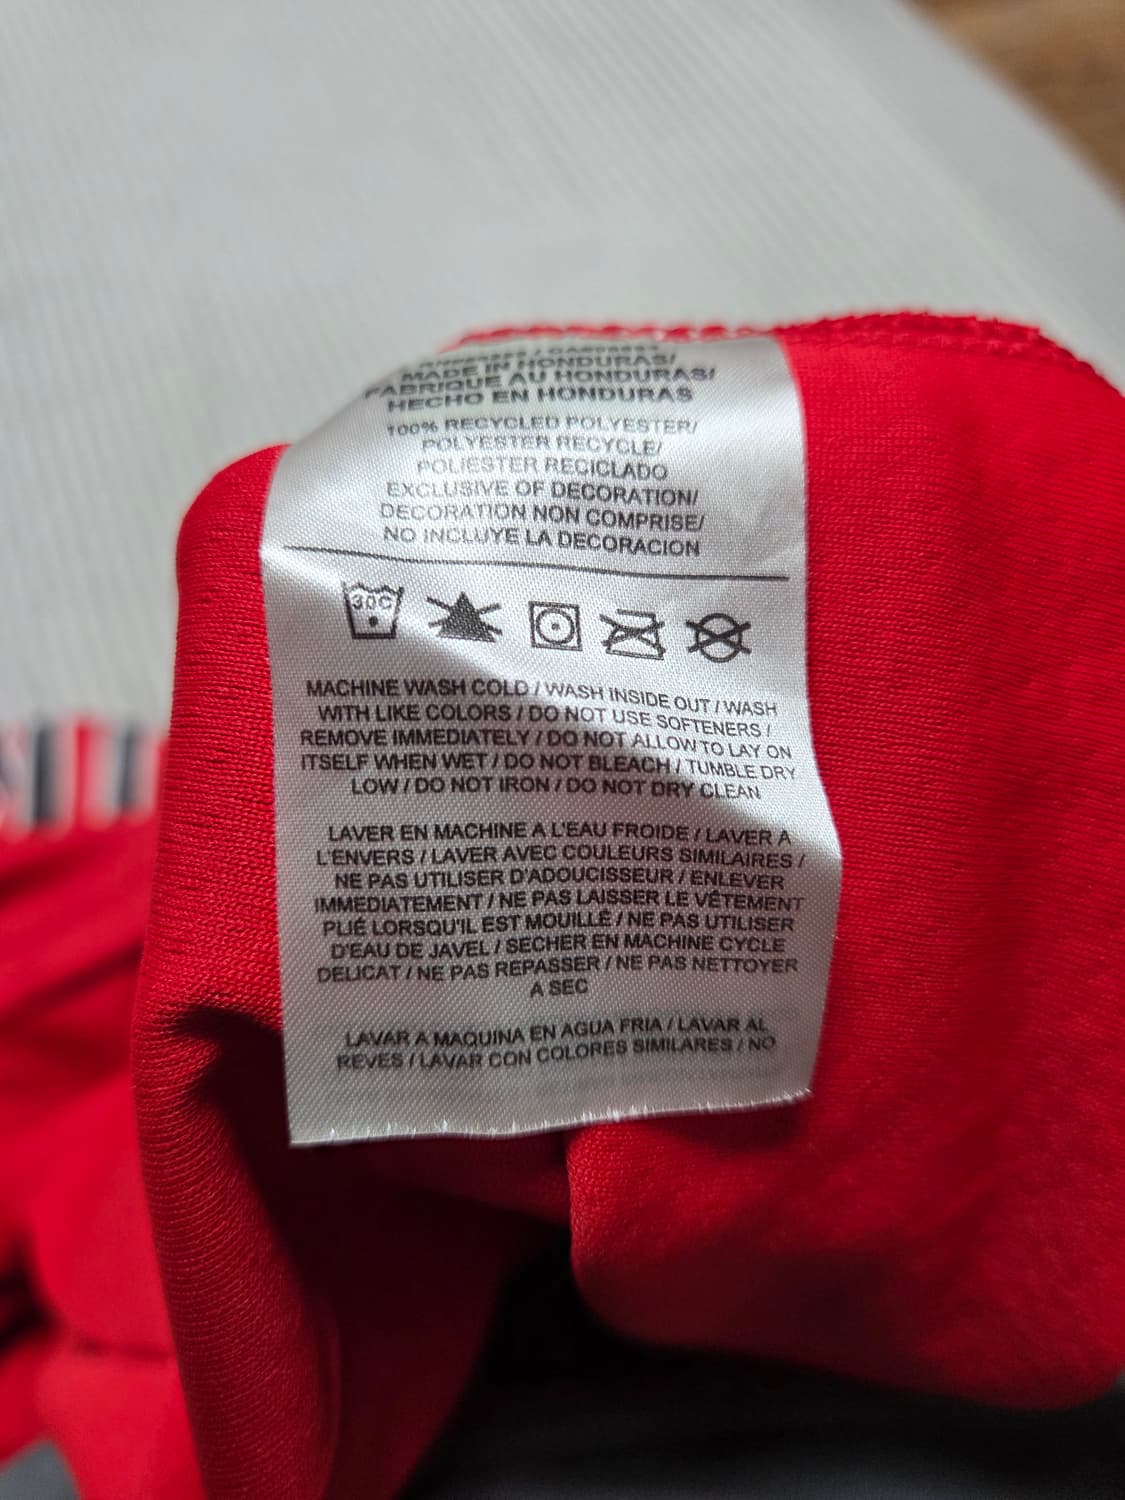 MADE IN HONDURAS/
FABRIQUE AU HONDURAS/
HECHO EN HONDURAS
100% RECYCLED POLYESTER/
POLYESTER RECYCLE/
POLIESTER RECICLADO
EXCLUSIVE OF DECORATION/
DECORATION NON COMPRISE/
NO INCLUYE LA DECORACION
30C
MACHINE WASH COLD / WASH INSIDE OUT / WASH
WITH LIKE COLORS / DO NOT USE SOFTENERS /
REMOVE IMMEDIATELY / DO NOT ALLOW TO LAY ON
ITSELF WHEN WET / DO NOT BLEACH / TUMBLE DRY
LOW / DO NOT IRON / DO NOT DRY CLEAN
LAVER EN MACHINE A L'EAU FROIDE / LAVER A
L'ENVERS / LAVER AVEC COULEURS SIMILAIRES /
NE PAS UTILISER D'ADOUCISSEUR / ENLEVER
IMMEDIATEMENT / NE PAS LAISSER LE VÊTEMENT
PLIÉ LORSQU'IL EST MOUILLÉ / NE PAS UTILISER
D'EAU DE JAVEL / SECHER EN MACHINE CYCLE
DELICAT / NE PAS REPASSER / NE PAS NETTOYER
A SEC
LAVAR A MAQUINA EN AGUA FRIA / LAVAR AL
REVES / LAVAR CON COLORES SIMILARES / NO